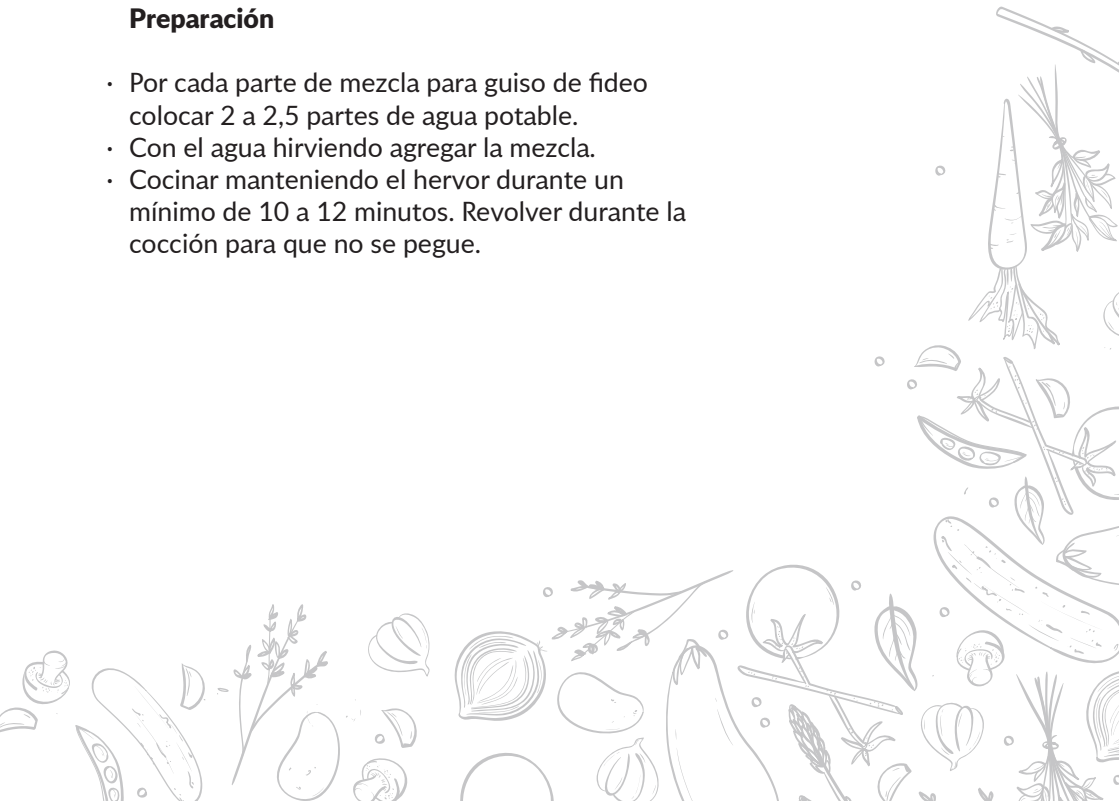 Preparación
· Por cada parte de mezcla para guiso de fideo
colocar 2 a 2,5 partes de agua potable.
· Con el agua hirviendo agregar la mezcla.
· Cocinar manteniendo el hervor durante un
mínimo de 10 a 12 minutos. Revolver durante la
cocción para que no se pegue.